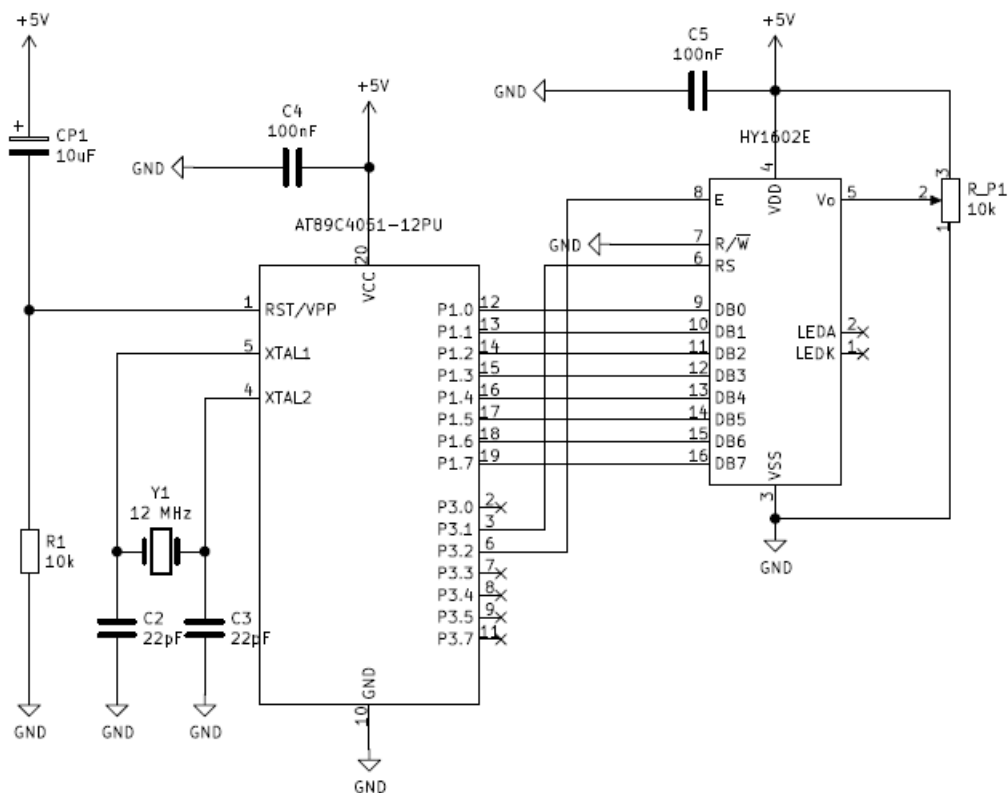 +5V
CP1
10uF
R1
10k
GND
+5V
C4
100nF
GND
AT89C4051-12PU
20
VCC
1 RST/VPP
5 XTAL1
4 XTAL2
P1.0 12
P1.1 13
P1.2 14
P1.3 15
P1.4 16
P1.5 17
P1.6 18
P1.7 19
P3.0 2
P3.1 3
P3.2 6
P3.3 7
P3.4 8
P3.5 9
P3.7 11
GND
10
GND
Y1
12 MHz
C2
22pF
C3
22pF
GND
GND
+5V
C5
100nF
GND
HY1602E
4
VDD
8 E
GND
7 R/W
6 RS
9 DB0
10 DB1
11 DB2
12 DB3
13 DB4
14 DB5
15 DB6
16 DB7
Vo 5
LEDA 2
LEDK 1
VSS
3
GND
3
2
1
R_P1
10k
+